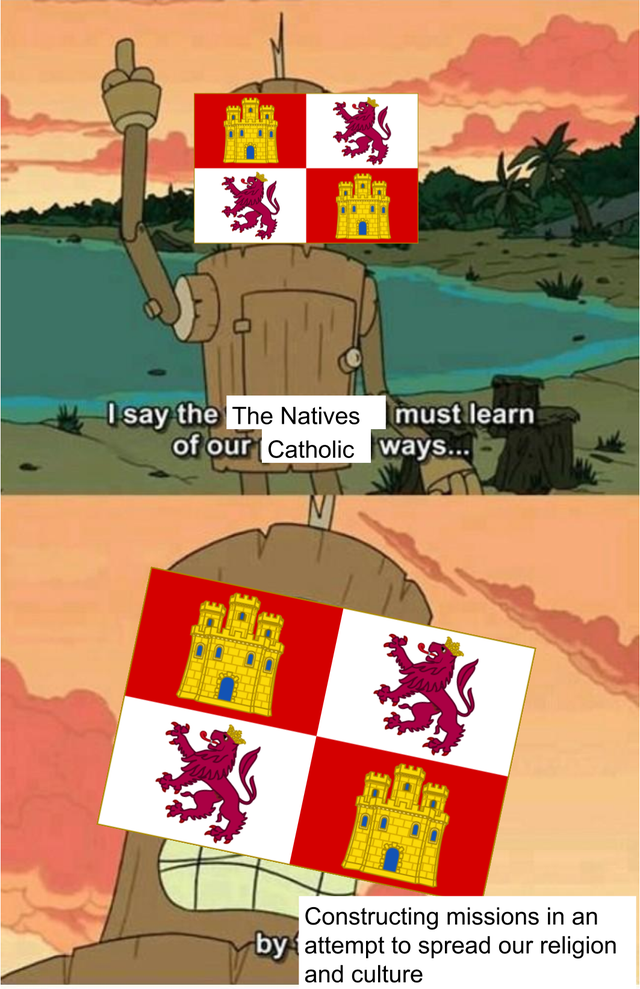 I say the The Natives must learn
of our Catholic ways...
by Constructing missions in an
attempt to spread our religion
and culture